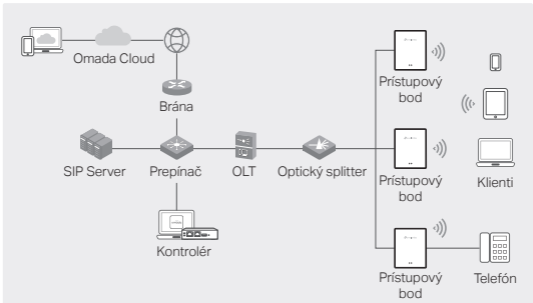 Omada Cloud
Brána
Prístupový
bod
SIP Server
Prepínač
OLT
Optický splitter
Prístupový
bod
Klienti
Kontrolér
Prístupový
bod
Telefón